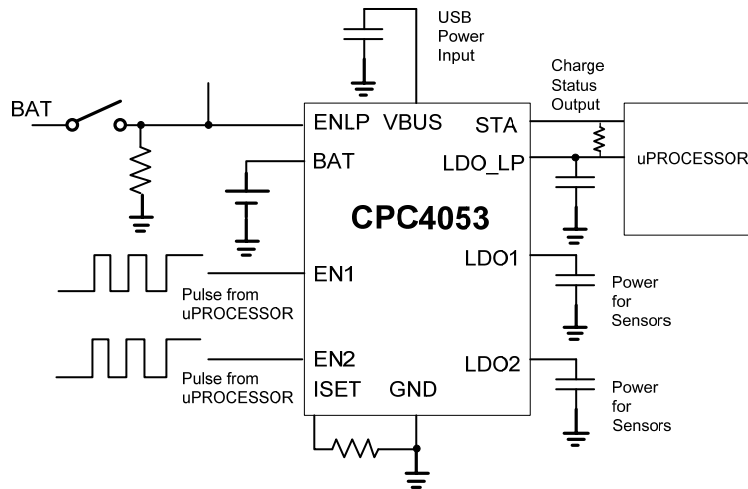 USB
Power
Input
Charge
Status
Output
BAT
ENLP
VBUS
STA
uPROCESSOR
BAT
LDO_LP
CPC4053
LDO1
EN1
Pulse from
uPROCESSOR
Power
for
Sensors
EN2
LDO2
Pulse from
uPROCESSOR
ISET
GND
Power
for
Sensors